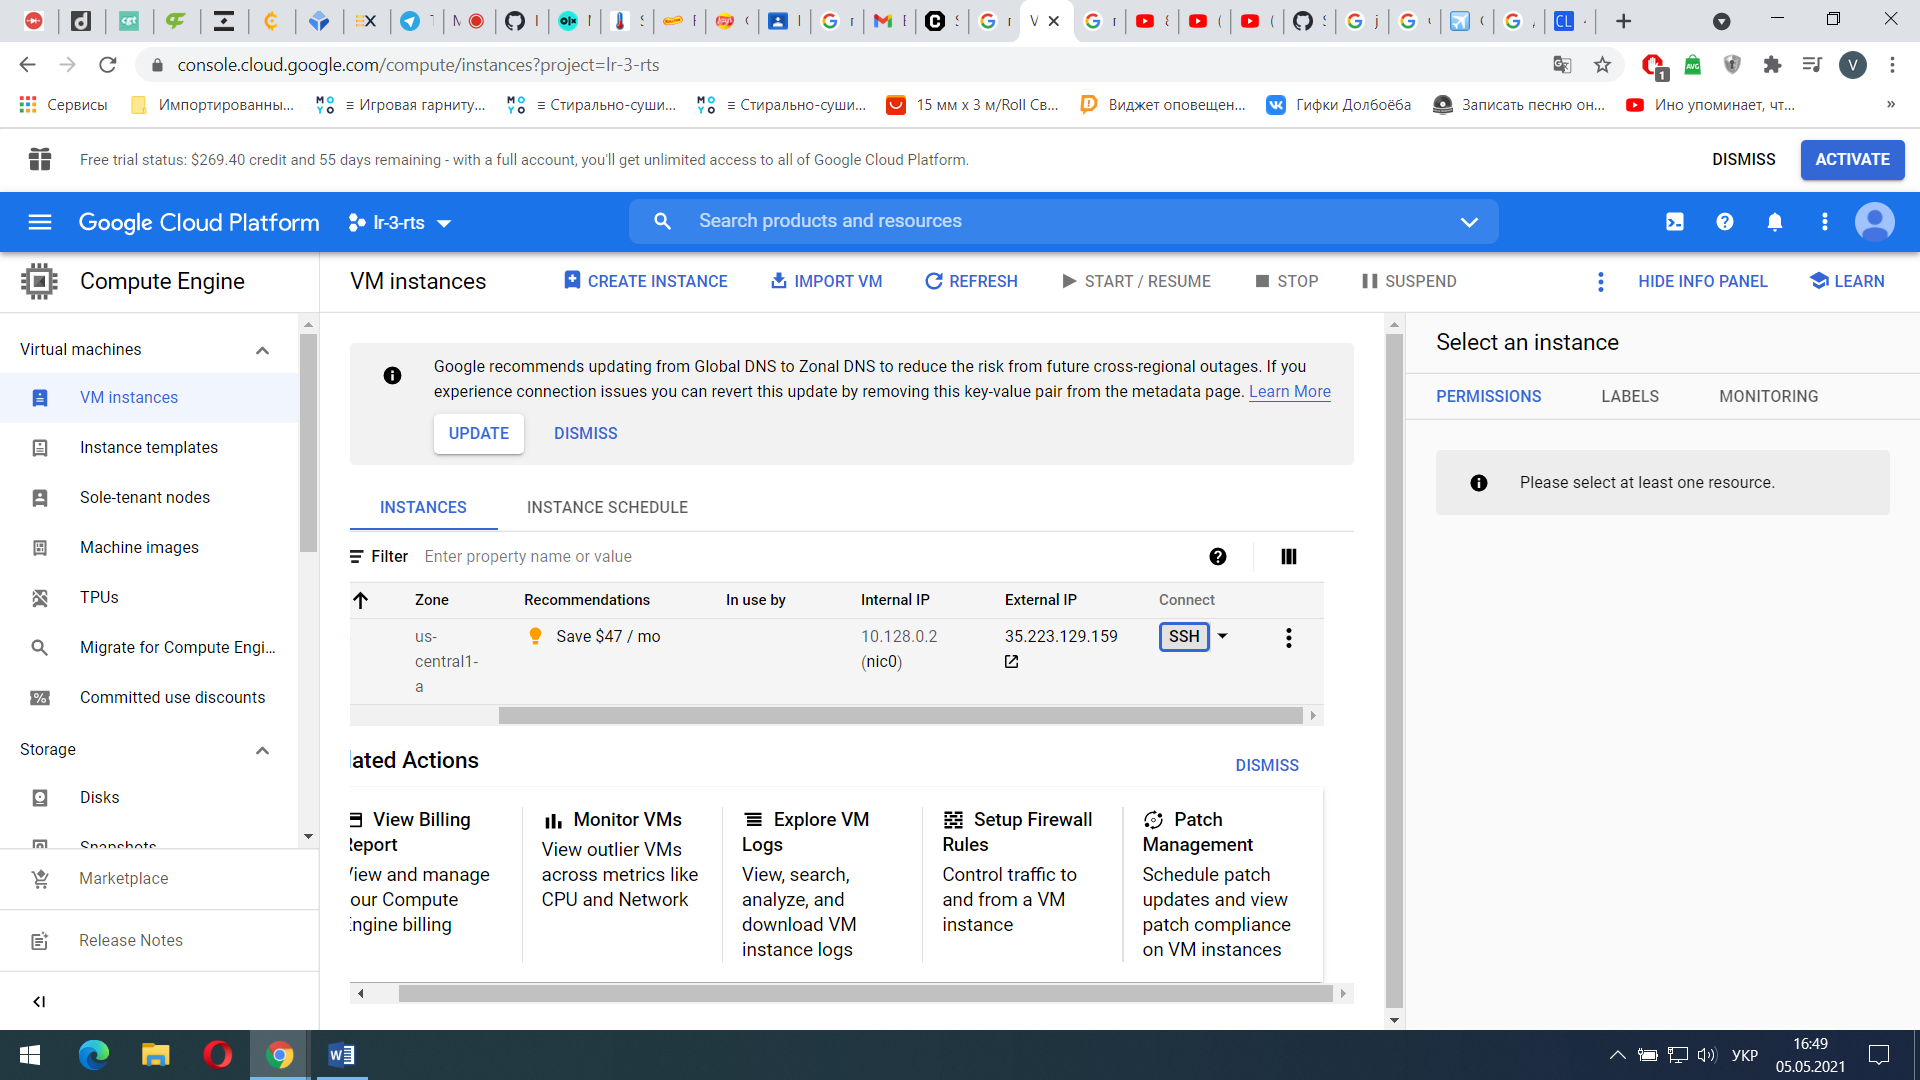 console.cloud.google.com/compute/instances?project=lr-3-rts
V
1
Сервисы
Импортированны...
≡ Игровая гарниту...
≡ Стирально-суши...
≡ Стирально-суши...
15 мм x 3 м/Roll Св...
Виджет оповещен...
Гифки Долбоёба
Записать песню он...
Ино упоминает, чт...
»
Free trial status: $269.40 credit and 55 days remaining - with a full account, you'll get unlimited access to all of Google Cloud Platform.
DISMISS
ACTIVATE
Google Cloud Platform
lr-3-rts
Search products and resources
Compute Engine
VM instances
CREATE INSTANCE
IMPORT VM
REFRESH
START / RESUME
STOP
SUSPEND
HIDE INFO PANEL
LEARN
Virtual machines
VM instances
Instance templates
Sole-tenant nodes
Machine images
TPUs
Migrate for Compute Engi...
Committed use discounts
Storage
Disks
Snapshots
Marketplace
Release Notes
Google recommends updating from Global DNS to Zonal DNS to reduce the risk from future cross-regional outages. If you
experience connection issues you can revert this update by removing this key-value pair from the metadata page. Learn More
UPDATE
DISMISS
INSTANCES
INSTANCE SCHEDULE
Filter
Enter property name or value
Zone
Recommendations
In use by
Internal IP
External IP
Connect
us-
central1-
a
Save $47 / mo
10.128.0.2
(nic0)
35.223.129.159
SSH
lated Actions
DISMISS
View Billing
Report
View and manage
our Compute
Engine billing
Monitor VMs
View outlier VMs
across metrics like
CPU and Network
Explore VM
Logs
View, search,
analyze, and
download VM
instance logs
Setup Firewall
Rules
Control traffic to
and from a VM
instance
Patch
Management
Schedule patch
updates and view
patch compliance
on VM instances
Select an instance
PERMISSIONS
LABELS
MONITORING
Please select at least one resource.
УКР
16:49
05.05.2021